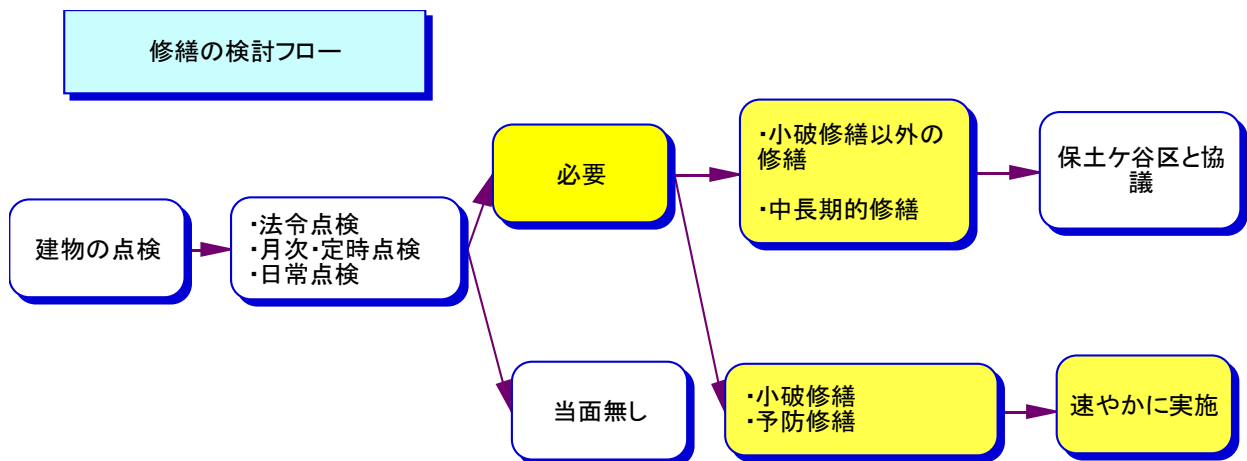 修繕の検討フロー
建物の点検
・法令点検
・月次・定時点検
・日常点検
必要
・小破修繕以外の
修繕
・中長期的修繕
保土ケ谷区と協
議
当面無し
・小破修繕
・予防修繕
速やかに実施